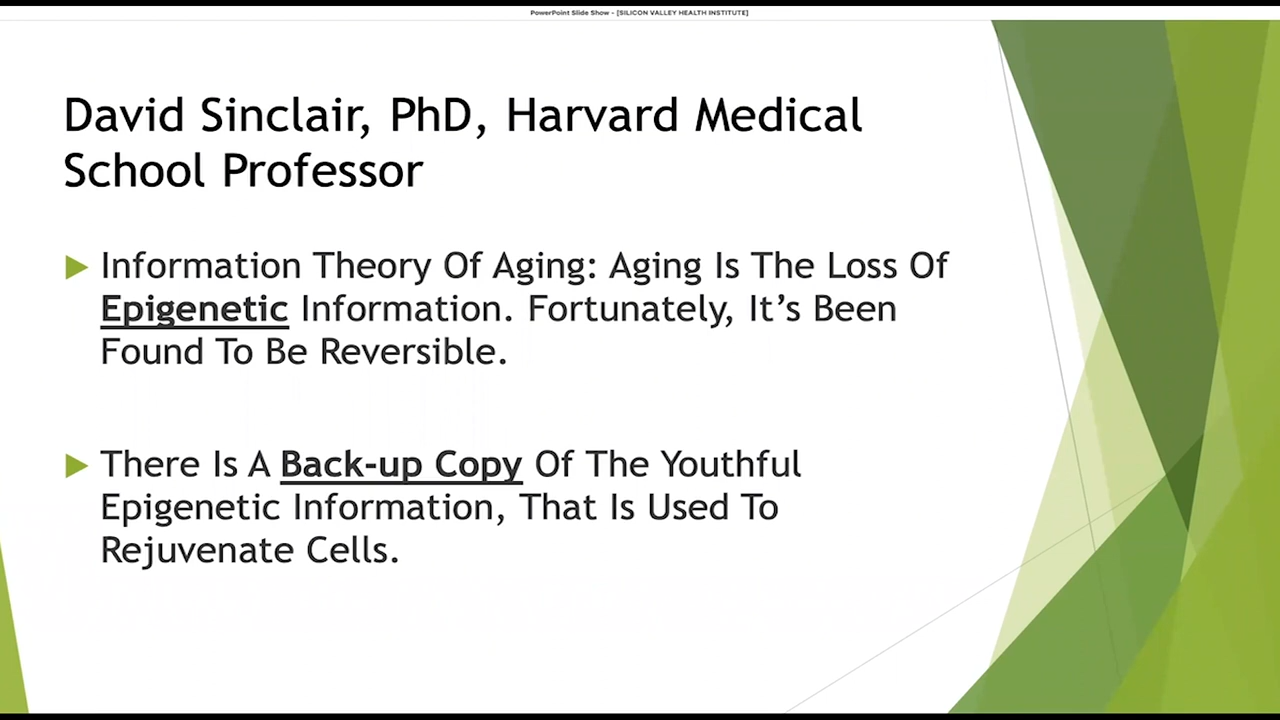 PowerPoint Slide Show - [SILICON VALLEY HEALTH INSTITUTE]
David Sinclair, PhD, Harvard Medical
School Professor
Information Theory Of Aging: Aging Is The Loss Of
Epigenetic Information. Fortunately, It’s Been
Found To Be Reversible.
There Is A Back-up Copy Of The Youthful
Epigenetic Information, That Is Used To
Rejuvenate Cells.